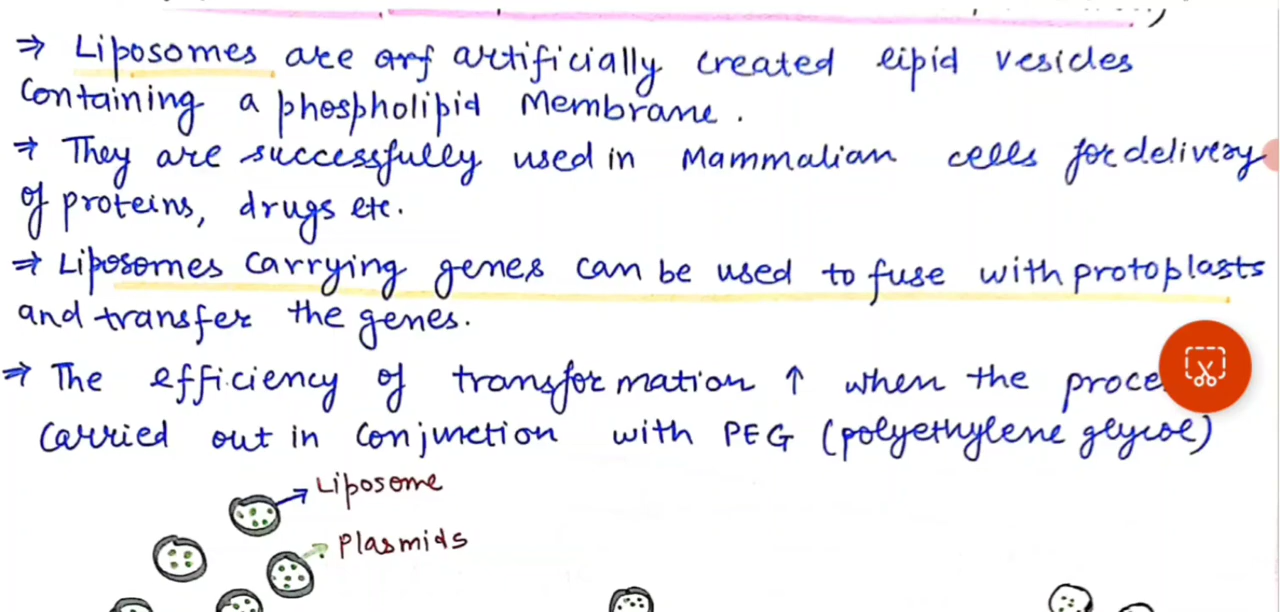 ⇒ Liposomes are artificially created lipid vesicles
containing a phospholipid Membrane.
⇒ They are successfully used in Mammalian cells for delivery
of proteins, drugs etc.
⇒ Liposomes carrying genes can be used to fuse with protoplasts
and transfer the genes.
⇒ The efficiency of transformation ↑ when the proce
carried out in conjunction with PEG (polyethylene glycol)
Liposome
Plasmids